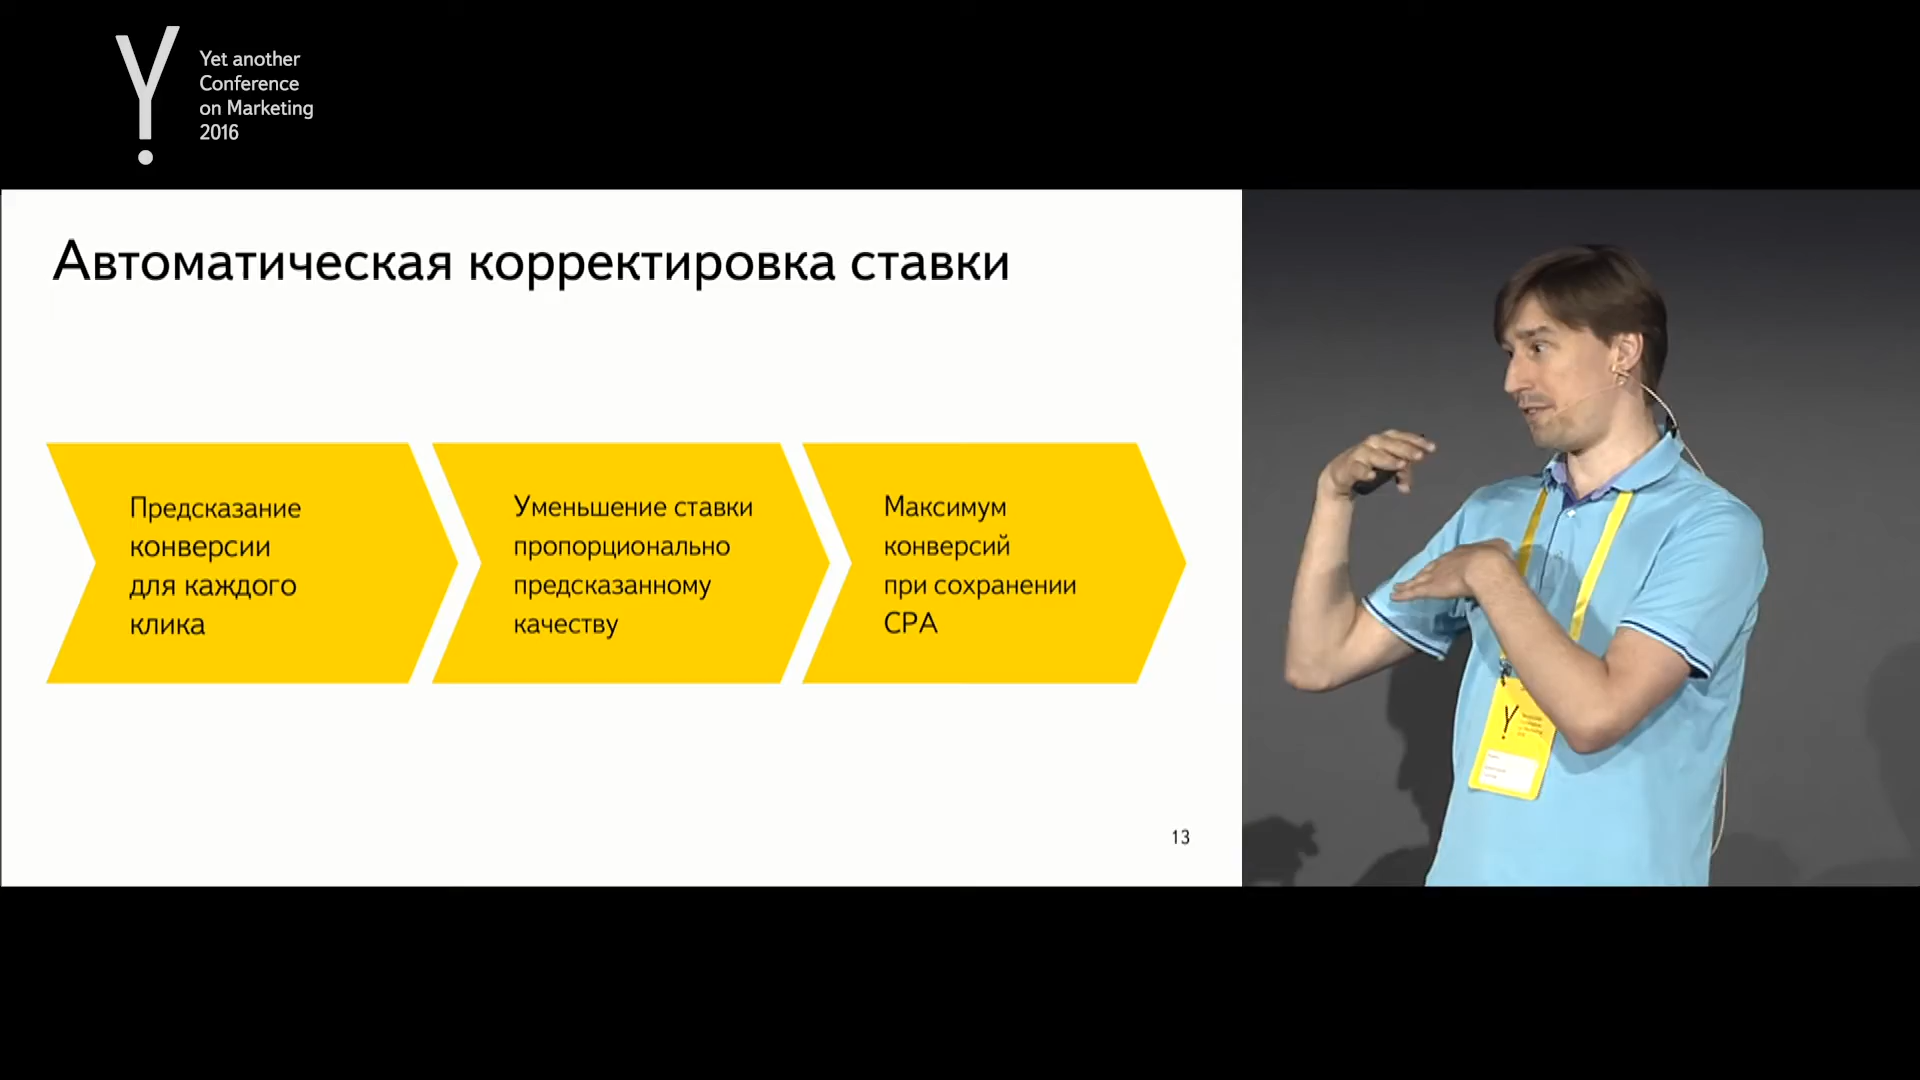 Yet another
Conference
on Marketing
2016
Автоматическая корректировка ставки
Предсказание
конверсии
для каждого
клика
Уменьшение ставки
пропорционально
предсказанному
качеству
Максимум
конверсий
при сохранении
CPA
13